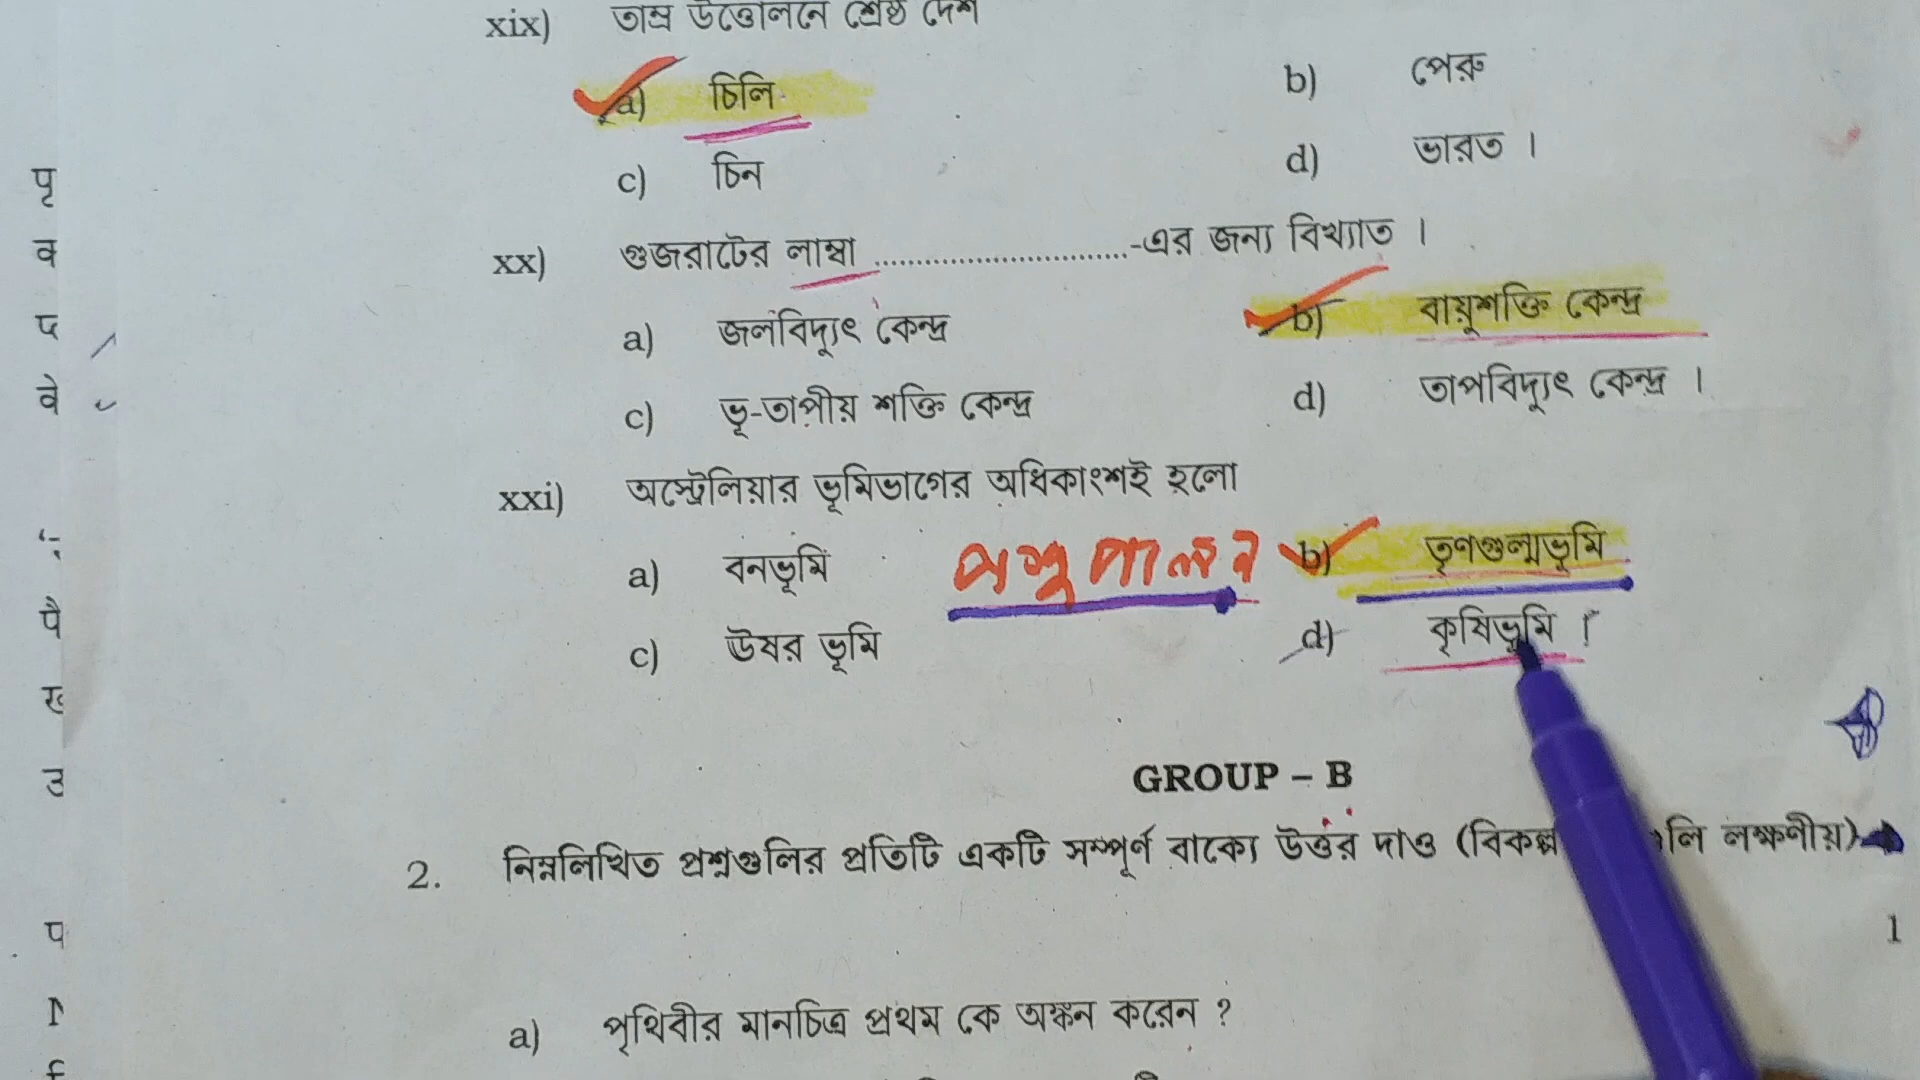 xix) তাম্র উত্তোলনে শ্রেষ্ঠ দেশ
a) চিলি b) পেরু
c) চিন d) ভারত ।
xx) গুজরাটের লাম্বা ..............................-এর জন্য বিখ্যাত ।
a) জলবিদ্যুৎ কেন্দ্র b) বায়ুশক্তি কেন্দ্র
c) ভূ-তাপীয় শক্তি কেন্দ্র d) তাপবিদ্যুৎ কেন্দ্র ।
xxi) অস্ট্রেলিয়ার ভূমিভাগের অধিকাংশই হলো
a) বনভূমি পশুপালন b) তৃণগুল্মভূমি
c) ঊষর ভূমি d) কৃষিভূমি ।
GROUP – B
2. নিম্নলিখিত প্রশ্নগুলির প্রতিটি একটি সম্পূর্ণ বাক্যে উত্তর দাও (বিকল্প লক্ষণীয়)
1
a) পৃথিবীর মানচিত্র প্রথম কে অঙ্কন করেন ?